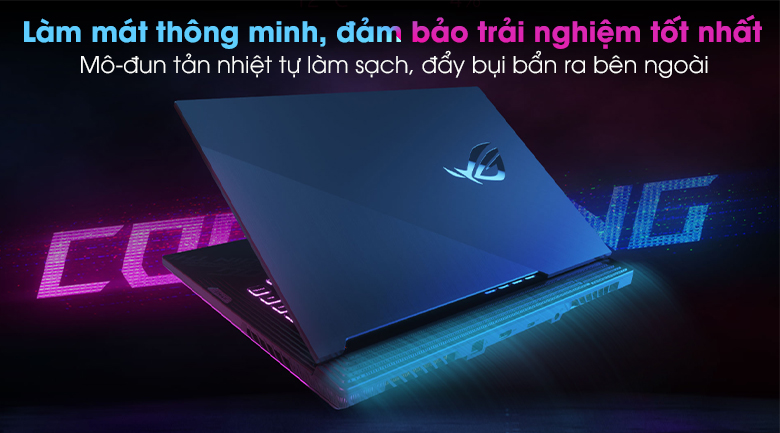 Làm mát thông minh, đảm bảo trải nghiệm tốt nhất
Mô-đun tản nhiệt tự làm sạch, đẩy bụi bẩn ra bên ngoài